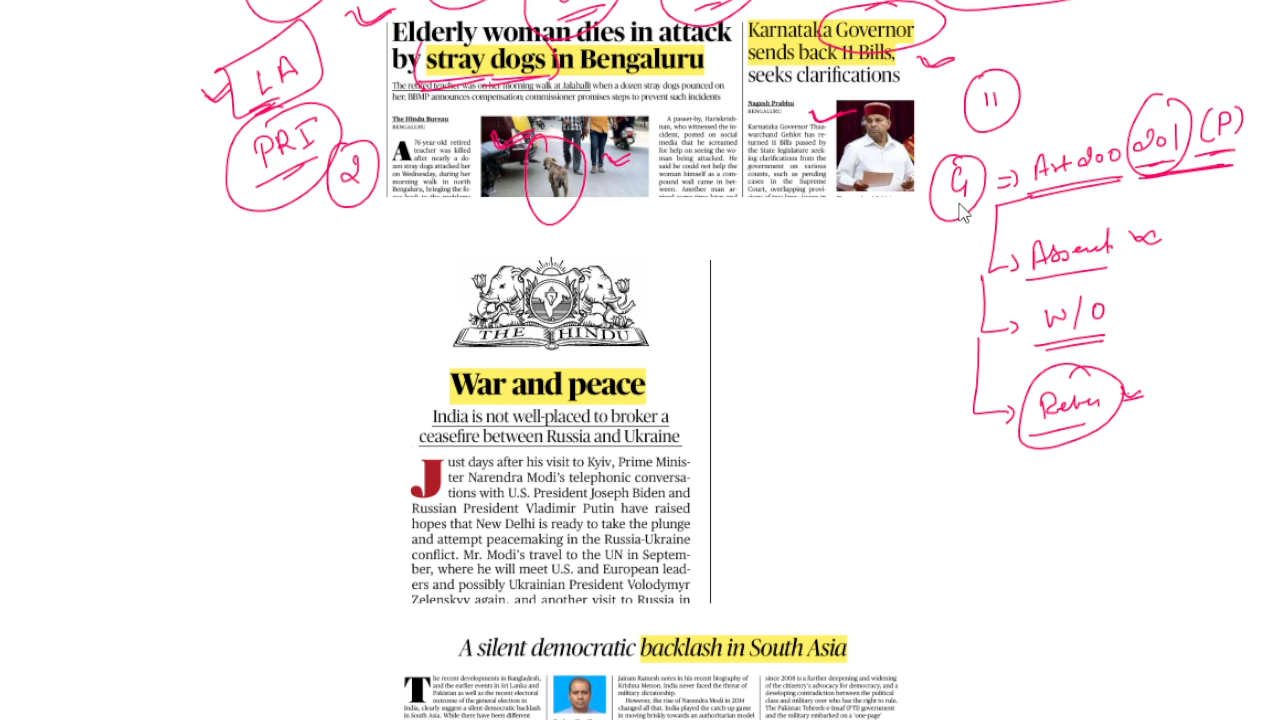 Elderly woman dies in attack
by stray dogs in Bengaluru
The retired teacher was on her morning walk at Jalahalli when a dozen stray dogs pounced on
her; BBMP announces compensation; commissioner promises steps to prevent such incidents
The Hindu Bureau
BENGALURU
A 76-year-old retired
teacher was killed
after nearly a do-
zen stray dogs attacked her
on Wednesday, during her
morning walk in north
Bengaluru, bringing the fo-
A passer-by, Harikrish-
nan, who witnessed the in-
cident, posted on social
media that he screamed
for help on seeing the wo-
man being attacked. He
said he could not help the
woman himself as a com-
pound wall came in bet-
ween. Another man ar-
Karnataka Governor
sends back 11 Bills,
seeks clarifications
Nagesh Prabhu
BENGALURU
Karnataka Governor Thaa-
warchand Gehlot has re-
turned 11 Bills passed by
the State legislature seek-
ing clarifications from the
government on various
counts, such as pending
cases in the Supreme
Court, overlapping provi-
LA
PRI
2
11
G => Art 200 201 (P)
Assent
W/O
THE HINDU
War and peace
India is not well-placed to broker a
ceasefire between Russia and Ukraine
Just days after his visit to Kyiv, Prime Minis-
ter Narendra Modi's telephonic conversa-
tions with U.S. President Joseph Biden and
Russian President Vladimir Putin have raised
hopes that New Delhi is ready to take the plunge
and attempt peacemaking in the Russia-Ukraine
conflict. Mr. Modi's travel to the UN in Septem-
ber, where he will meet U.S. and European lead-
ers and possibly Ukrainian President Volodymyr
Zelenskyy again, and another visit to Russia in
A silent democratic backlash in South Asia
The recent developments in Bangladesh,
and the earlier events in Sri Lanka and
Pakistan as well as the recent electoral
outcome of the general election in
India, clearly suggest a silent democratic backlash
in South Asia. While there have been different
Jairam Ramesh notes in his recent biography of
Krishna Menon. India never faced the threat of
military dictatorship.
However, the rise of Narendra Modi in 2014
changed all that. India played the catch-up game
in moving briskly towards an authoritarian model
since 2008 is a further deepening and widening
of the citizenry's advocacy for democracy, and a
developing contradiction between the political
class and military over who has the right to rule.
The Pakistan Tehreek-e-Insaf (PTI) government
and the military embarked on a 'one-page'